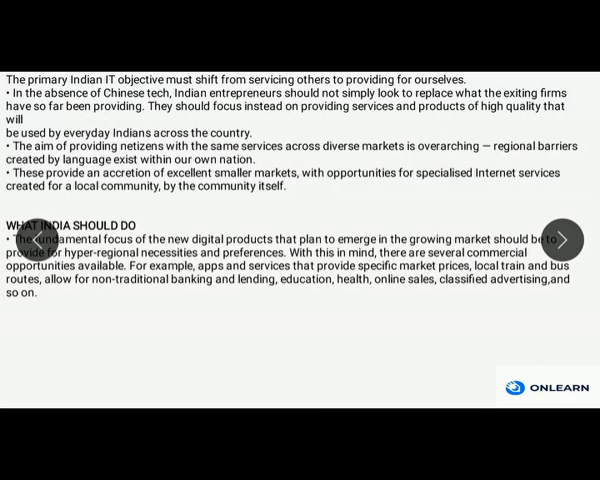 The primary Indian IT objective must shift from servicing others to providing for ourselves.
• In the absence of Chinese tech, Indian entrepreneurs should not simply look to replace what the exiting firms
have so far been providing. They should focus instead on providing services and products of high quality that
will
be used by everyday Indians across the country.
• The aim of providing netizens with the same services across diverse markets is overarching — regional barriers
created by language exist within our own nation.
• These provide an accretion of excellent smaller markets, with opportunities for specialised Internet services
created for a local community, by the community itself.
WHAT INDIA SHOULD DO
• The fundamental focus of the new digital products that plan to emerge in the growing market should be to
provide for hyper-regional necessities and preferences. With this in mind, there are several commercial
opportunities available. For example, apps and services that provide specific market prices, local train and bus
routes, allow for non-traditional banking and lending, education, health, online sales, classified advertising,and
so on.
ONLEARN